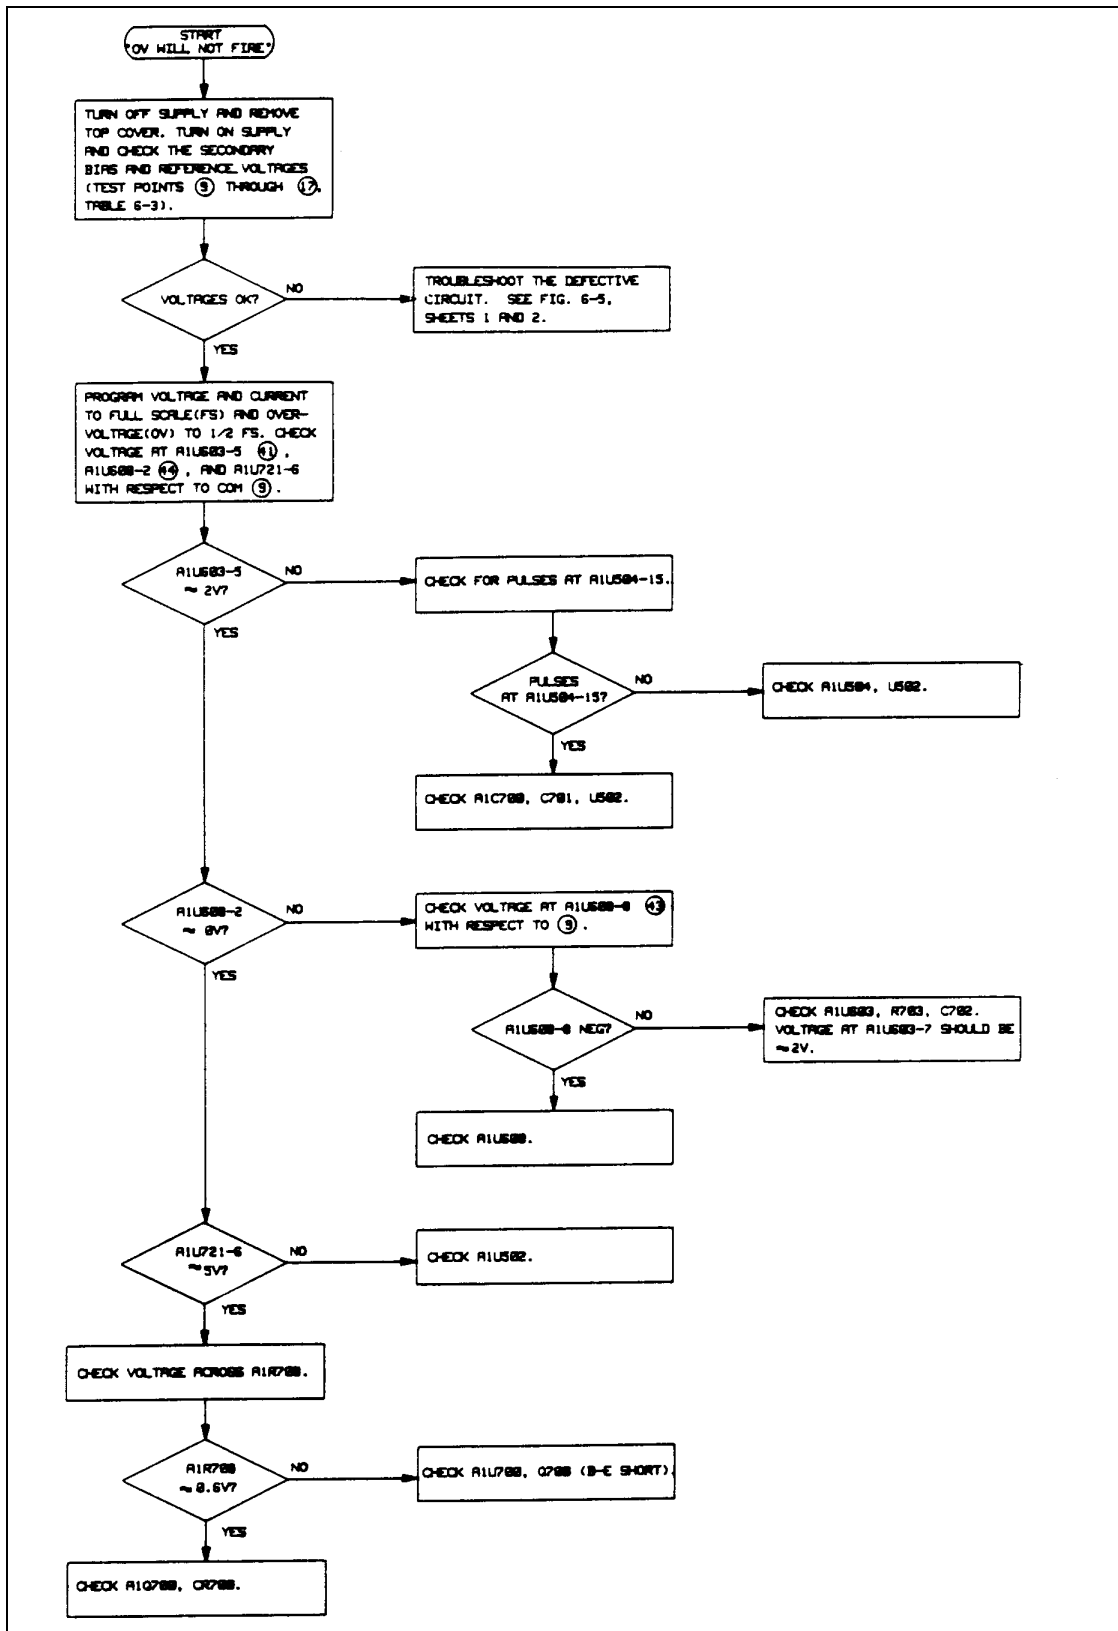 START
"OV WILL NOT FIRE"
TURN OFF SUPPLY AND REMOVE
TOP COVER. TURN ON SUPPLY
AND CHECK THE SECONDARY
BIAS AND REFERENCE VOLTAGES
(TEST POINTS 9 THROUGH 17,
TABLE 6-3).
VOLTAGES OK?
NO
TROUBLESHOOT THE DEFECTIVE
CIRCUIT. SEE FIG. 6-5,
SHEETS 1 AND 2.
YES
PROGRAM VOLTAGE AND CURRENT
TO FULL SCALE(FS) AND OVER-
VOLTAGE(OV) TO 1/2 FS. CHECK
VOLTAGE AT A1U603-5 41,
A1U608-2 44, AND A1U721-6
WITH RESPECT TO COM 9.
A1U603-5
≈ 2V?
NO
CHECK FOR PULSES AT A1U504-15.
YES
PULSES
AT A1U504-15?
NO
CHECK A1U504, U502.
YES
CHECK A1C700, C701, U502.
A1U608-2
≈ 0V?
NO
CHECK VOLTAGE AT A1U608-8 43
WITH RESPECT TO 9.
YES
A1U608-8 NEG?
NO
CHECK A1U603, R703, C702.
VOLTAGE AT A1U603-7 SHOULD BE
≈ 2V.
YES
CHECK A1U608.
A1U721-6
≈ 5V?
NO
CHECK A1U502.
YES
CHECK VOLTAGE ACROSS A1R708.
A1R708
≈ 0.6V?
NO
CHECK A1U700, Q700 (B-E SHORT).
YES
CHECK A1Q700, CR700.